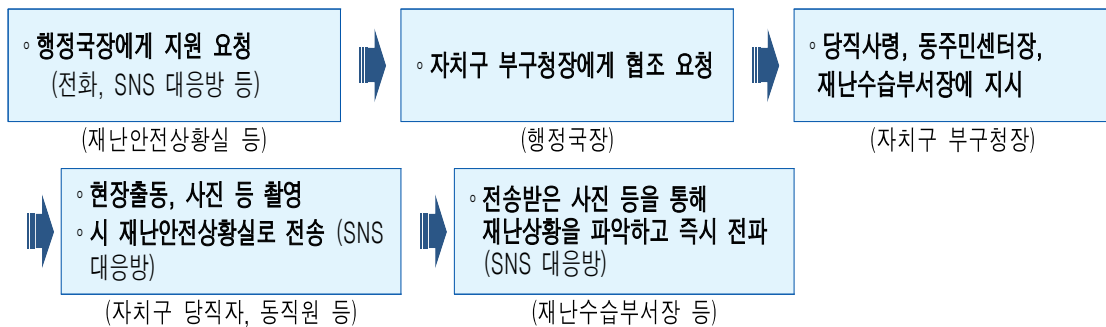 ◦ 행정국장에게 지원 요청
(전화, SNS 대응방 등)
(재난안전상황실 등)
◦ 자치구 부구청장에게 협조 요청
(행정국장)
◦ 당직사령, 동주민센터장,
재난수습부서장에 지시
(자치구 부구청장)
◦ 현장출동, 사진 등 촬영
◦ 시 재난안전상황실로 전송 (SNS
대응방)
(자치구 당직자, 동직원 등)
◦ 전송받은 사진 등을 통해
재난상황을 파악하고 즉시 전파
(SNS 대응방)
(재난수습부서장 등)